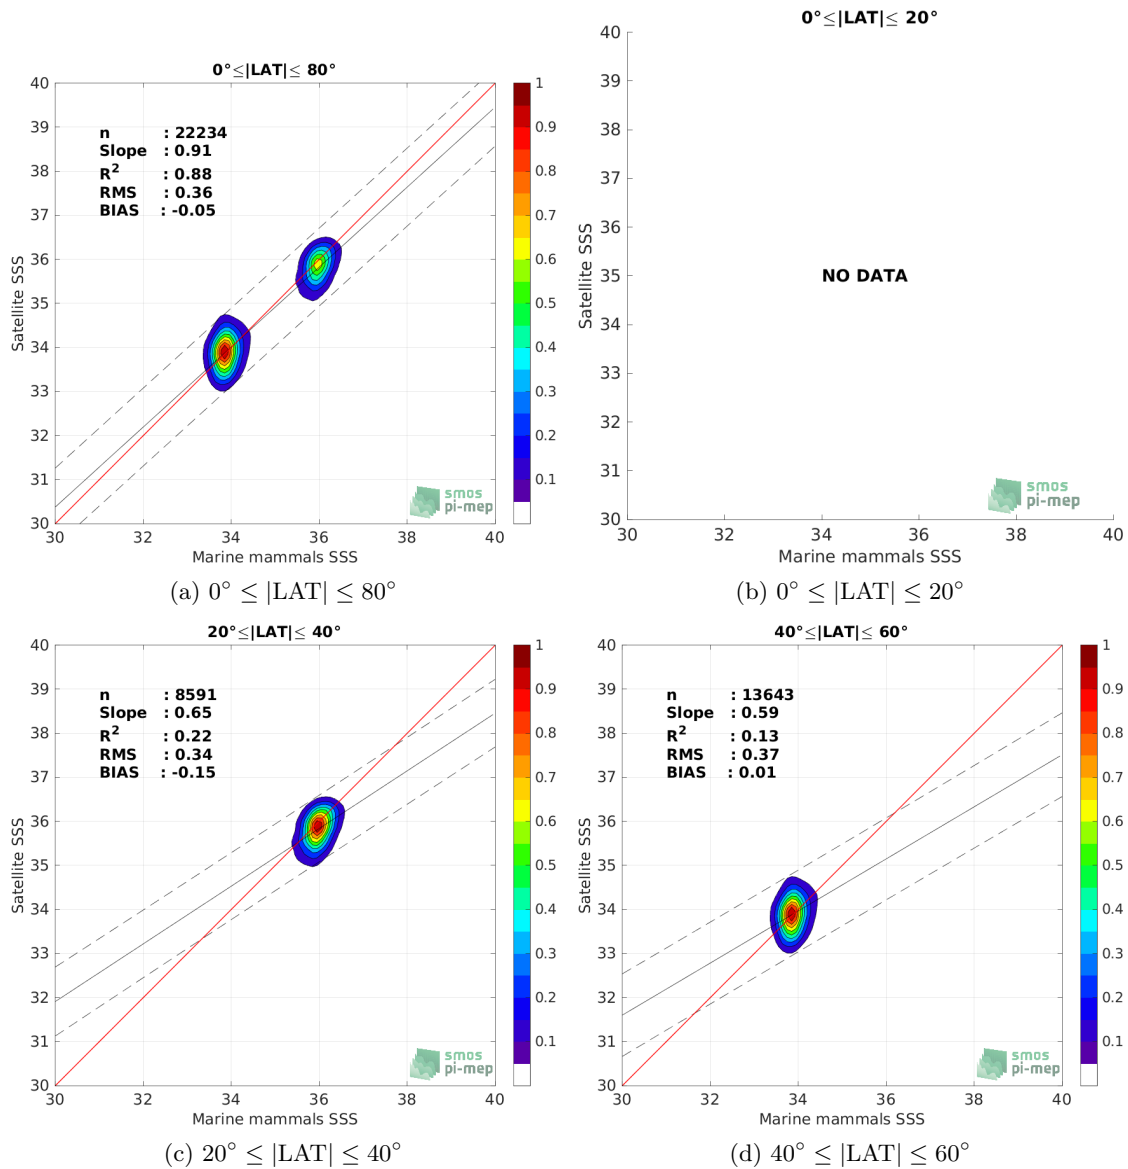 0°≤|LAT|≤ 80°
40
39
38
37
36
35
34
33
32
31
30
n : 22234
Slope : 0.91
R² : 0.88
RMS : 0.36
BIAS : -0.05
Satellite SSS
30 32 34 36 38 40
Marine mammals SSS
1
0.9
0.8
0.7
0.6
0.5
0.4
0.3
0.2
0.1
smos
pi-mep
(a) 0° ≤ |LAT| ≤ 80°
0°≤|LAT|≤ 20°
40
39
38
37
36
35
34
33
32
31
30
NO DATA
Satellite SSS
30 32 34 36 38 40
Marine mammals SSS
smos
pi-mep
(b) 0° ≤ |LAT| ≤ 20°
20°≤|LAT|≤ 40°
40
39
38
37
36
35
34
33
32
31
30
n : 8591
Slope : 0.65
R² : 0.22
RMS : 0.34
BIAS : -0.15
Satellite SSS
30 32 34 36 38 40
Marine mammals SSS
1
0.9
0.8
0.7
0.6
0.5
0.4
0.3
0.2
0.1
smos
pi-mep
(c) 20° ≤ |LAT| ≤ 40°
40°≤|LAT|≤ 60°
40
39
38
37
36
35
34
33
32
31
30
n : 13643
Slope : 0.59
R² : 0.13
RMS : 0.37
BIAS : 0.01
Satellite SSS
30 32 34 36 38 40
Marine mammals SSS
1
0.9
0.8
0.7
0.6
0.5
0.4
0.3
0.2
0.1
smos
pi-mep
(d) 40° ≤ |LAT| ≤ 60°